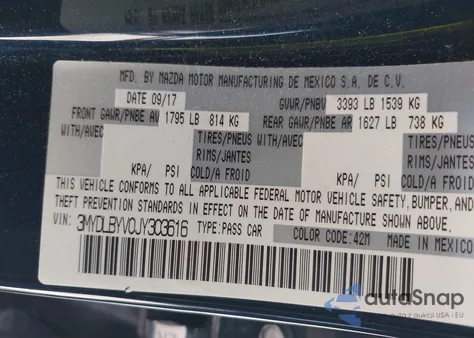 MFD. BY MAZDA MOTOR MANUFACTURING DE MEXICO S.A. DE C.V.
DATE 09/17 GVWR/PNBV 3393 LB 1539 KG
FRONT GAWR/PNBE AV 1795 LB 814 KG REAR GAWR/PNBE AR 1627 LB 738 KG
WITH/AVEC TIRES/PNEUS WITH/AVEC TIRES/PNEUS
RIMS/JANTES RIMS/JANTES
KPA/ PSI COLD/A FROID KPA/ PSI COLD/A FROID
THIS VEHICLE CONFORMS TO ALL APPLICABLE FEDERAL MOTOR VEHICLE SAFETY, BUMPER, AND
THEFT PREVENTION STANDARDS IN EFFECT ON THE DATE OF MANUFACTURE SHOWN ABOVE.
VIN: 3MYDLBYV0JY303616 TYPE:PASS CAR COLOR CODE:42M MADE IN MEXICO
autoSnap
auta z aukcji USA i EU